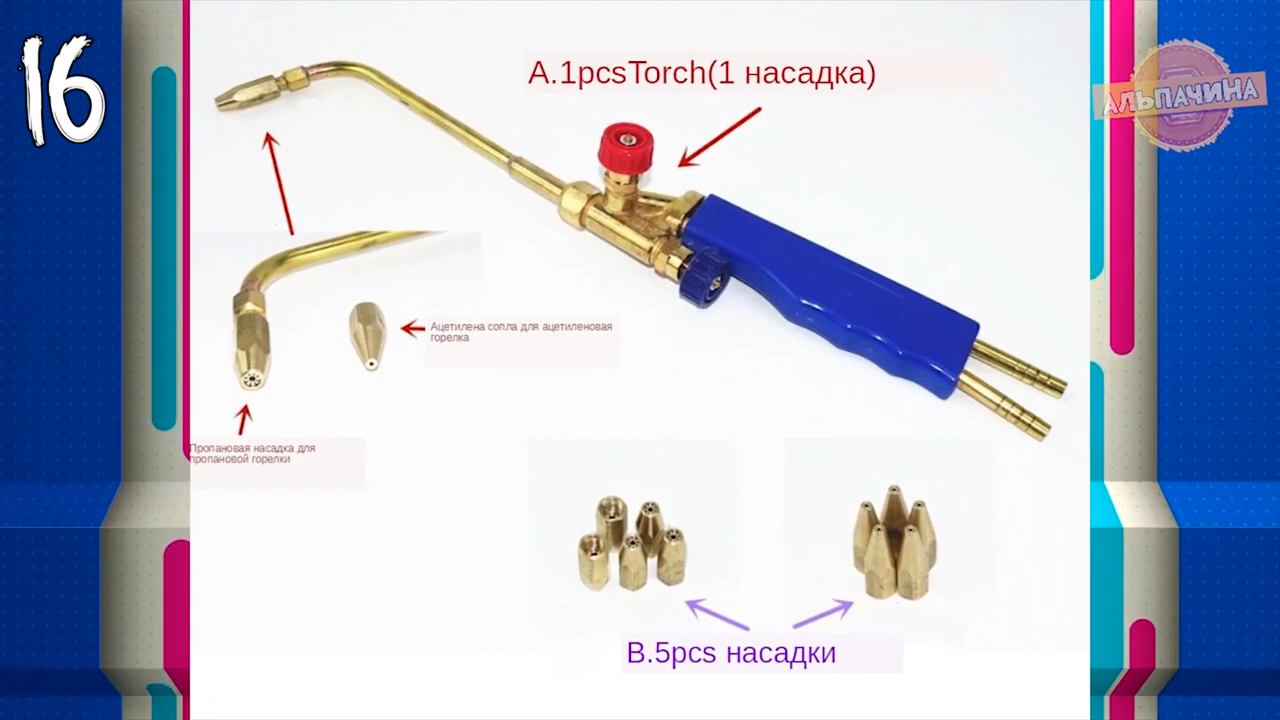 16
АЛЬПАЧИНА
A.1pcsTorch(1 насадка)
Ацетилена сопла для ацетиленовая
горелка
Пропановая насадка для
пропановой горелки
B.5pcs насадки